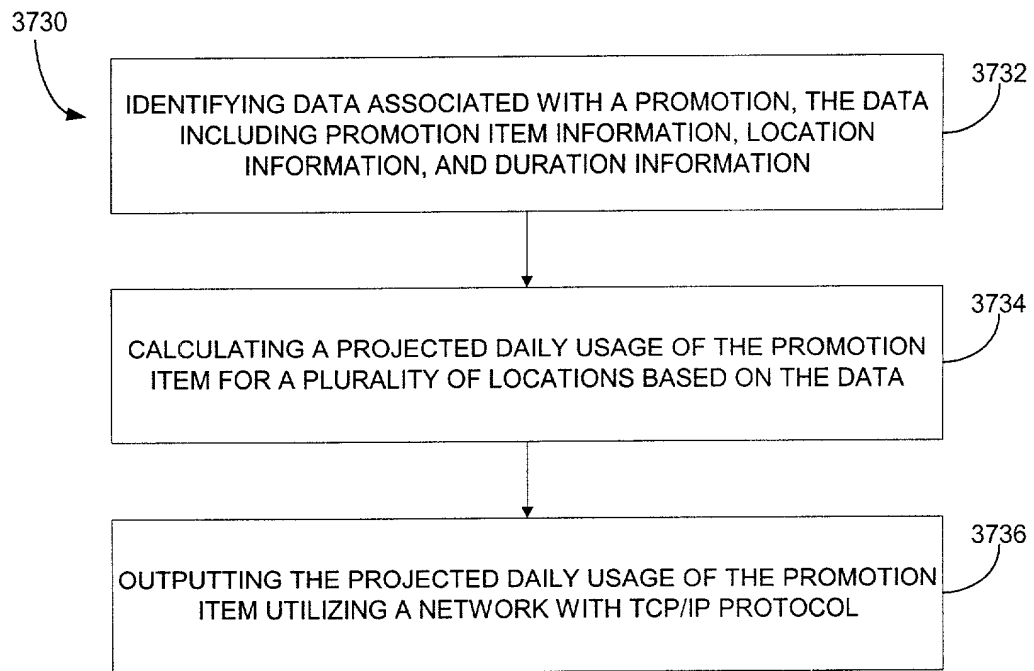 3730
3732
IDENTIFYING DATA ASSOCIATED WITH A PROMOTION, THE DATA
INCLUDING PROMOTION ITEM INFORMATION, LOCATION
INFORMATION, AND DURATION INFORMATION
3734
CALCULATING A PROJECTED DAILY USAGE OF THE PROMOTION
ITEM FOR A PLURALITY OF LOCATIONS BASED ON THE DATA
3736
OUTPUTTING THE PROJECTED DAILY USAGE OF THE PROMOTION
ITEM UTILIZING A NETWORK WITH TCP/IP PROTOCOL